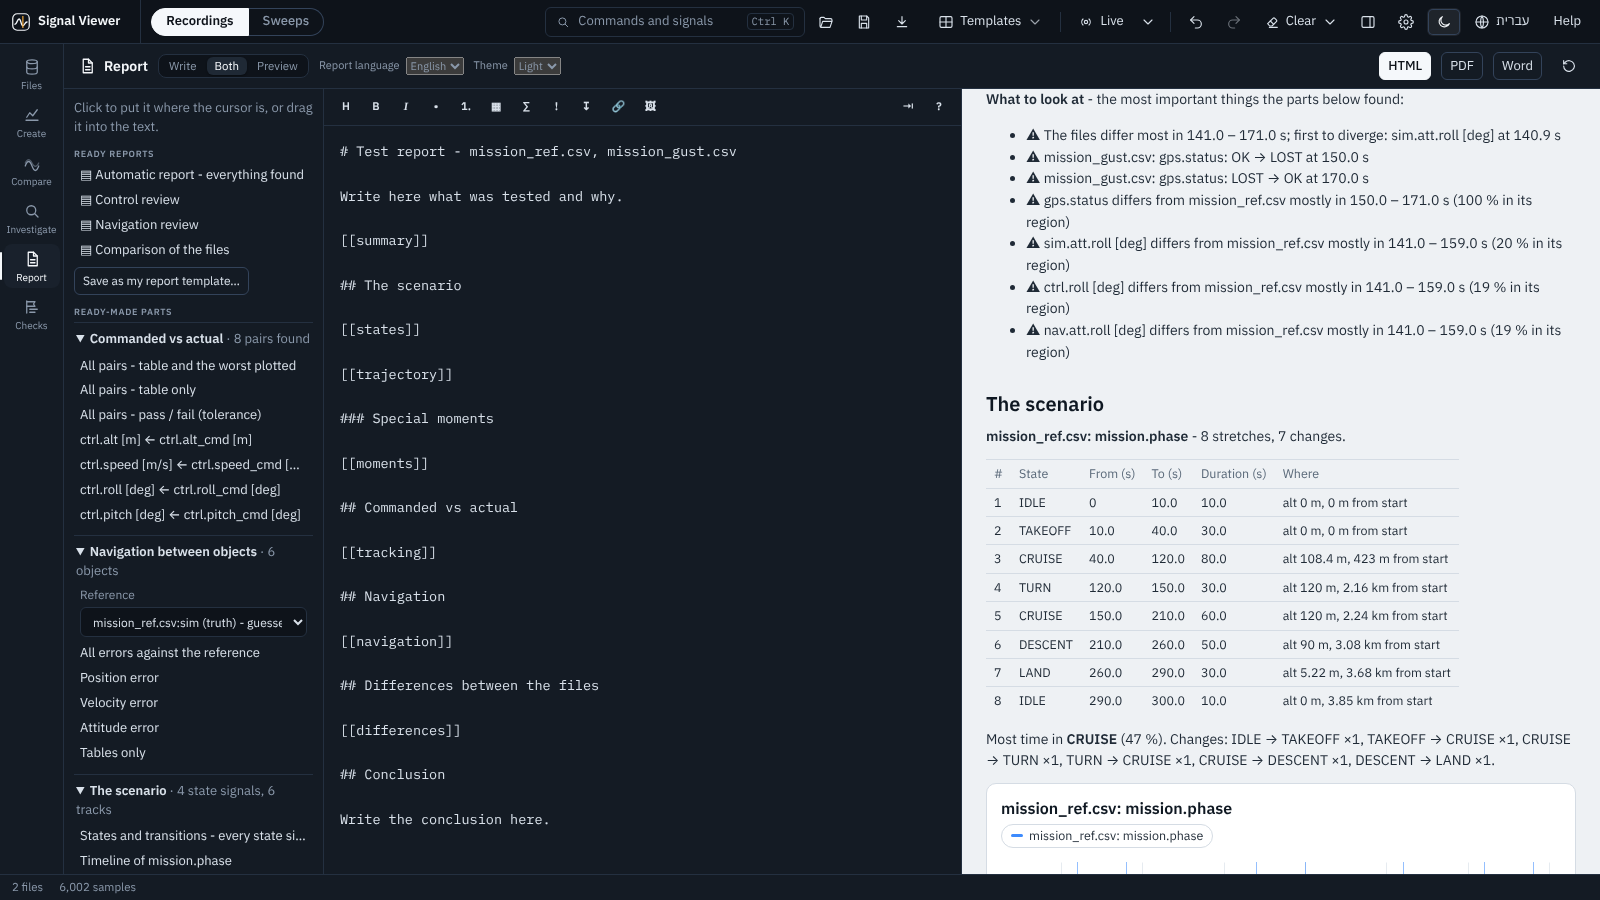 Signal Viewer
Recordings
Sweeps
Commands and signals
Ctrl K
Templates
Live
Clear
עברית
Help
Files
Create
Compare
Investigate
Report
Checks
Report
Write
Both
Preview
Report language
English
Theme
Light
HTML
PDF
Word
Click to put it where the cursor is, or drag
it into the text.
READY REPORTS
Automatic report - everything found
Control review
Navigation review
Comparison of the files
Save as my report template...
READY-MADE PARTS
▼ Commanded vs actual · 8 pairs found
All pairs - table and the worst plotted
All pairs - table only
All pairs - pass / fail (tolerance)
ctrl.alt [m] ← ctrl.alt_cmd [m]
ctrl.speed [m/s] ← ctrl.speed_cmd [...
ctrl.roll [deg] ← ctrl.roll_cmd [deg]
ctrl.pitch [deg] ← ctrl.pitch_cmd [deg]
▼ Navigation between objects · 6
objects
Reference
mission_ref.csv:sim (truth) - guesse
All errors against the reference
Position error
Velocity error
Attitude error
Tables only
▼ The scenario · 4 state signals, 6
tracks
States and transitions - every state si...
Timeline of mission.phase
H B I • 1. ▦ ∑ ! ↧ 🔗 🖼 ⇥ ?
# Test report - mission_ref.csv, mission_gust.csv
Write here what was tested and why.
[[summary]]
## The scenario
[[states]]
[[trajectory]]
### Special moments
[[moments]]
## Commanded vs actual
[[tracking]]
## Navigation
[[navigation]]
## Differences between the files
[[differences]]
## Conclusion
Write the conclusion here.
What to look at - the most important things the parts below found:
• ⚠ The files differ most in 141.0 – 171.0 s; first to diverge: sim.att.roll [deg] at 140.9 s
• ⚠ mission_gust.csv: gps.status: OK → LOST at 150.0 s
• ⚠ mission_gust.csv: gps.status: LOST → OK at 170.0 s
• ⚠ gps.status differs from mission_ref.csv mostly in 150.0 – 171.0 s (100 % in its
region)
• ⚠ sim.att.roll [deg] differs from mission_ref.csv mostly in 141.0 – 159.0 s (20 % in its
region)
• ⚠ ctrl.roll [deg] differs from mission_ref.csv mostly in 141.0 – 159.0 s (19 % in its
region)
• ⚠ nav.att.roll [deg] differs from mission_ref.csv mostly in 141.0 – 159.0 s (19 % in its
region)
The scenario
mission_ref.csv: mission.phase - 8 stretches, 7 changes.
# State From (s) To (s) Duration (s) Where
1 IDLE 0 10.0 10.0 alt 0 m, 0 m from start
2 TAKEOFF 10.0 40.0 30.0 alt 0 m, 0 m from start
3 CRUISE 40.0 120.0 80.0 alt 108.4 m, 423 m from start
4 TURN 120.0 150.0 30.0 alt 120 m, 2.16 km from start
5 CRUISE 150.0 210.0 60.0 alt 120 m, 2.24 km from start
6 DESCENT 210.0 260.0 50.0 alt 90 m, 3.08 km from start
7 LAND 260.0 290.0 30.0 alt 5.22 m, 3.68 km from start
8 IDLE 290.0 300.0 10.0 alt 0 m, 3.85 km from start
Most time in CRUISE (47 %). Changes: IDLE → TAKEOFF ×1, TAKEOFF → CRUISE ×1, CRUISE
→ TURN ×1, TURN → CRUISE ×1, CRUISE → DESCENT ×1, DESCENT → LAND ×1.
mission_ref.csv: mission.phase
mission_ref.csv: mission.phase
2 files
6,002 samples